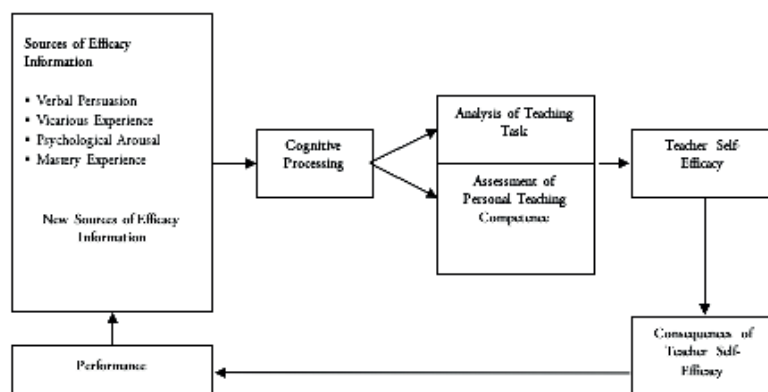 Sources of Efficacy
Information
▪ Verbal Persuasion
▪ Vicarious Experience
▪ Psychological Arousal
▪ Mastery Experience
New Sources of Efficacy
Information
Cognitive
Processing
Analysis of Teaching
Task
Assessment of
Personal Teaching
Competence
Teacher Self-
Efficacy
Consequences of
Teacher Self-
Efficacy
Performance